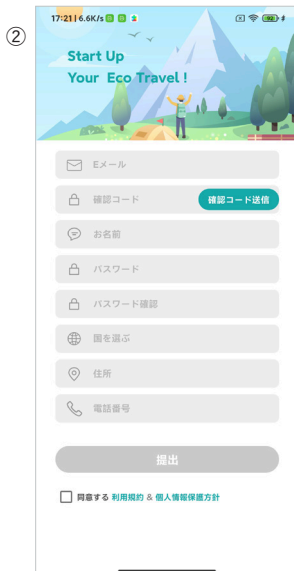 ②
17:21 | 6.6K/s
92
Start Up
Your Eco Travel !
Eメール
確認コード
確認コード送信
お名前
パスワード
パスワード確認
国を選ぶ
住所
電話番号
提出
同意する 利用規約 & 個人情報保護方針